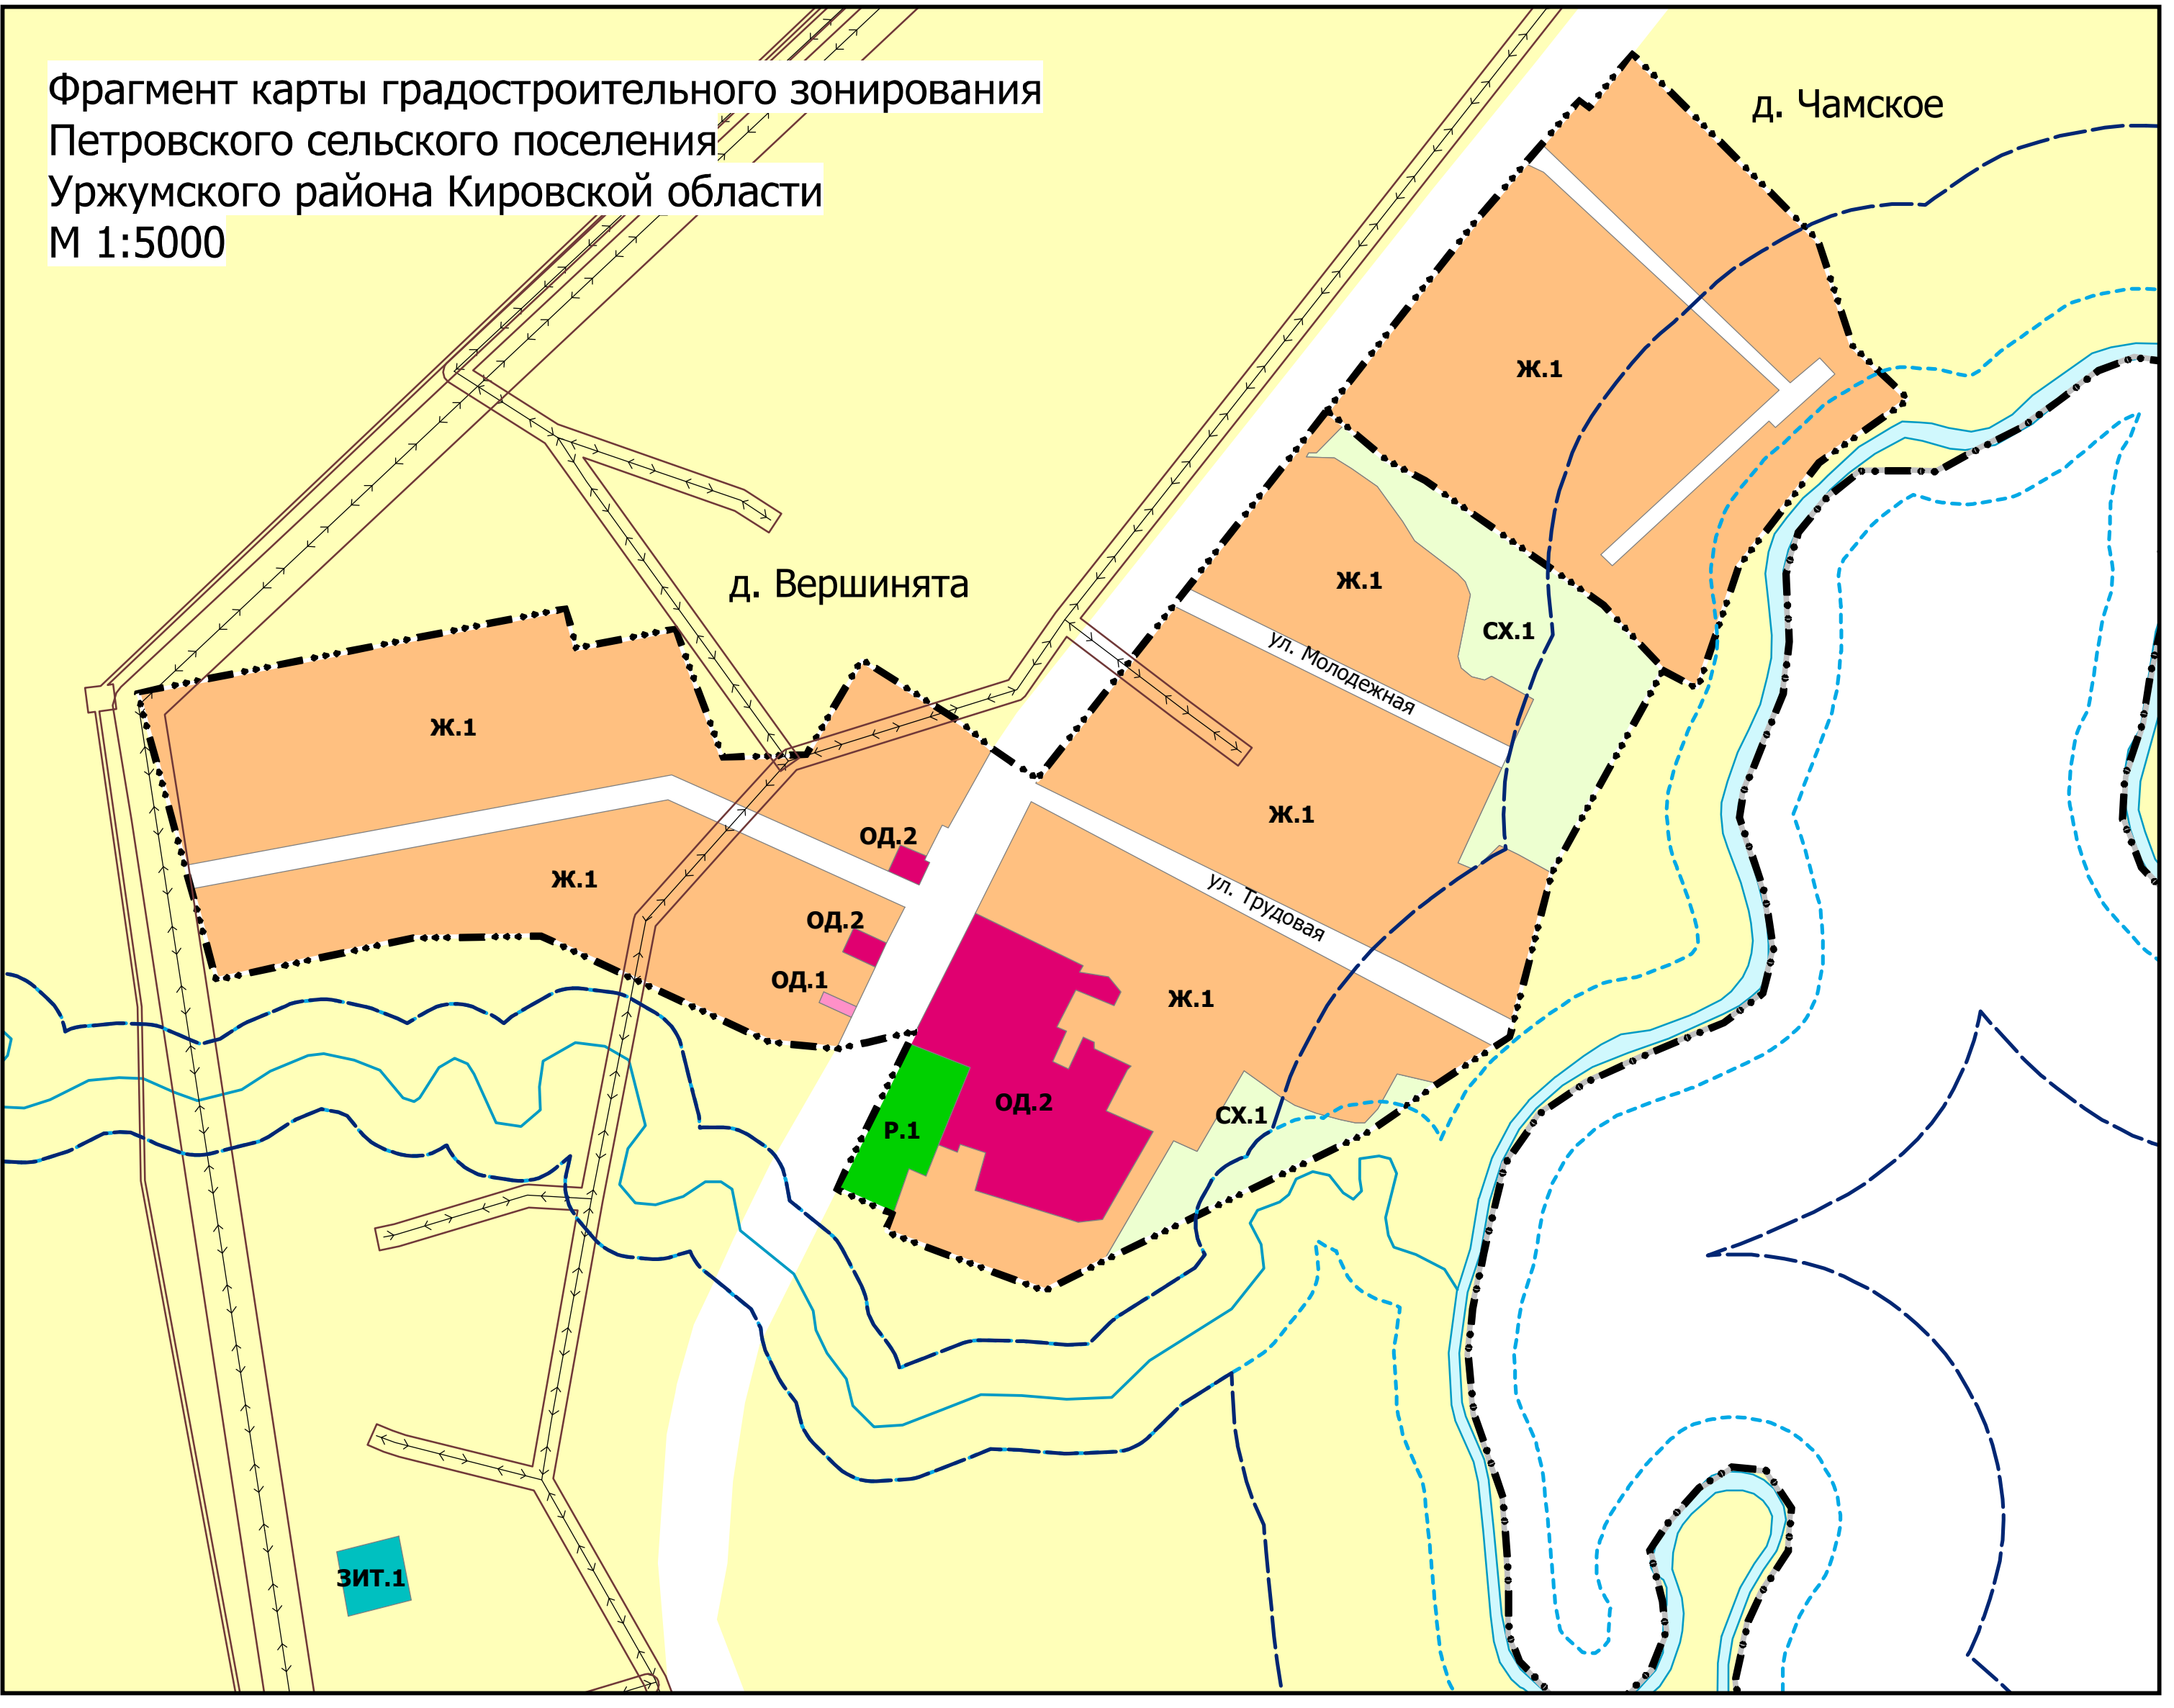 Фрагмент карты градостроительного зонирования
Петровского сельского поселения
Уржумского района Кировской области
М 1:5000
д. Чамское
Ж.1
д. Вершинята
Ж.1
СХ.1
ул. Молодежная
Ж.1
Ж.1
ОД.2
Ж.1
ул. Трудовая
ОД.2
ОД.1
Ж.1
ОД.2
СХ.1
Р.1
ЗИТ.1